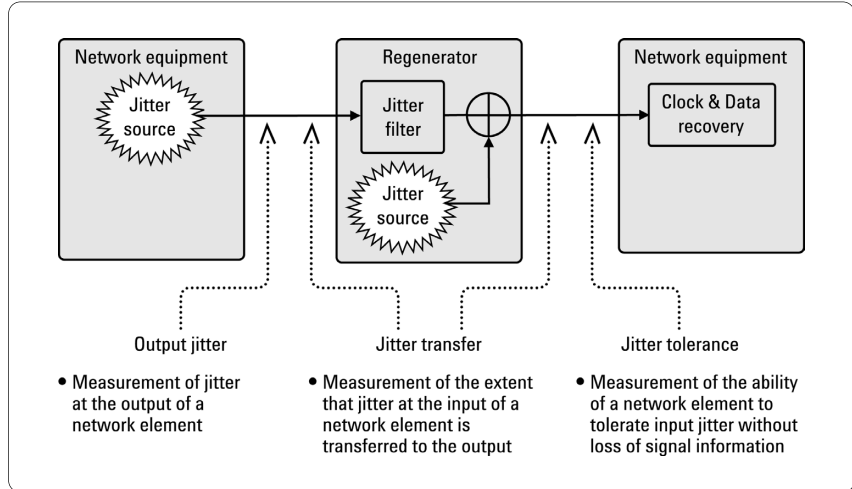 Network equipment
Regenerator
Network equipment
Jitter
source
Jitter
filter
Clock & Data
recovery
Jitter
source
Output jitter
Jitter transfer
Jitter tolerance
• Measurement of jitter
at the output of a
network element
• Measurement of the extent
that jitter at the input of a
network element is
transferred to the output
• Measurement of the ability
of a network element to
tolerate input jitter without
loss of signal information